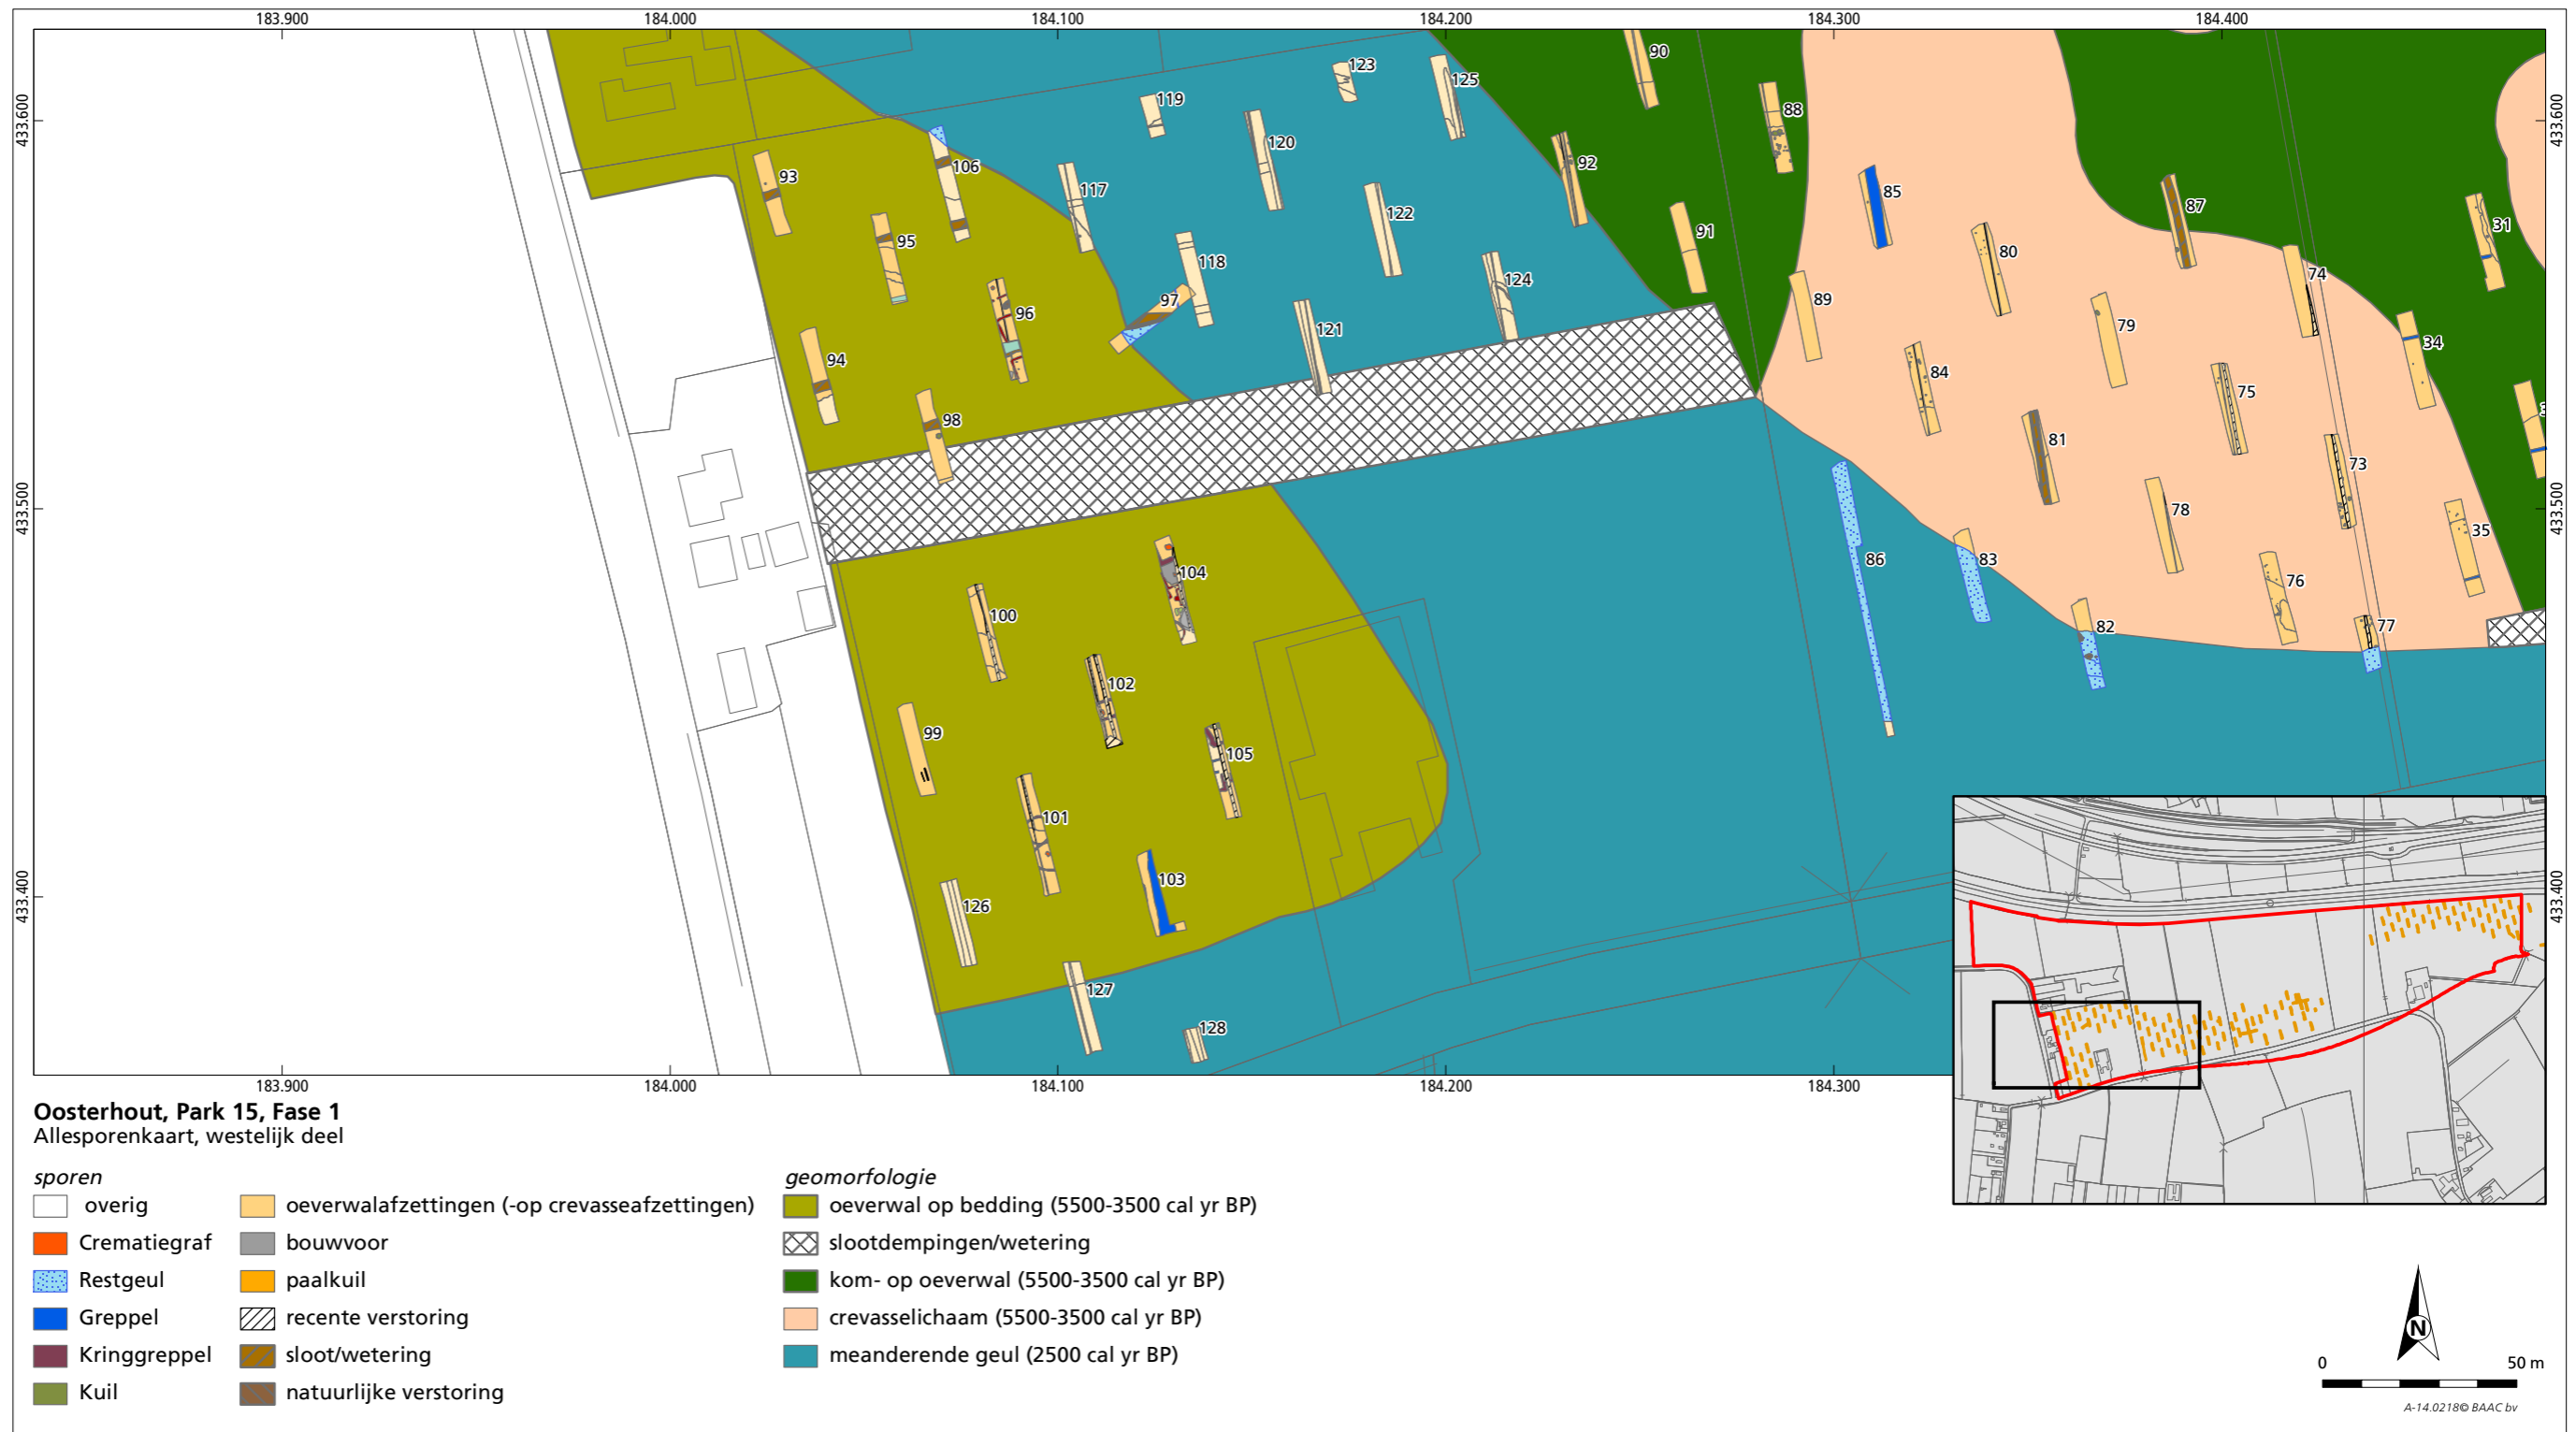 183.900 184.000 184.100 184.200 184.300 184.400
433.600 433.600
433.500 433.500
433.400 433.400
90
123
125
119
88
120
92
106
93
117
122
85
87
91
95
118
80
31
124
97
89
74
96
121
79
34
94
84
75
98
81
73
78
35
86
83
104
76
100
82
77
102
99
105
101
103
126
127
128
183.900 184.000 184.100 184.200 184.300
Oosterhout, Park 15, Fase 1
Allesporenkaart, westelijk deel
sporen
overig
Crematiegraf
Restgeul
Greppel
Kringgreppel
Kuil
oeverwalafzettingen (-op crevasseafzettingen)
bouwvoor
paalkuil
recente verstoring
sloot/wetering
natuurlijke verstoring
geomorfologie
oeverwal op bedding (5500-3500 cal yr BP)
slootdempingen/wetering
kom- op oeverwal (5500-3500 cal yr BP)
crevasselichaam (5500-3500 cal yr BP)
meanderende geul (2500 cal yr BP)
N
0 50 m
A-14.0218© BAAC bv